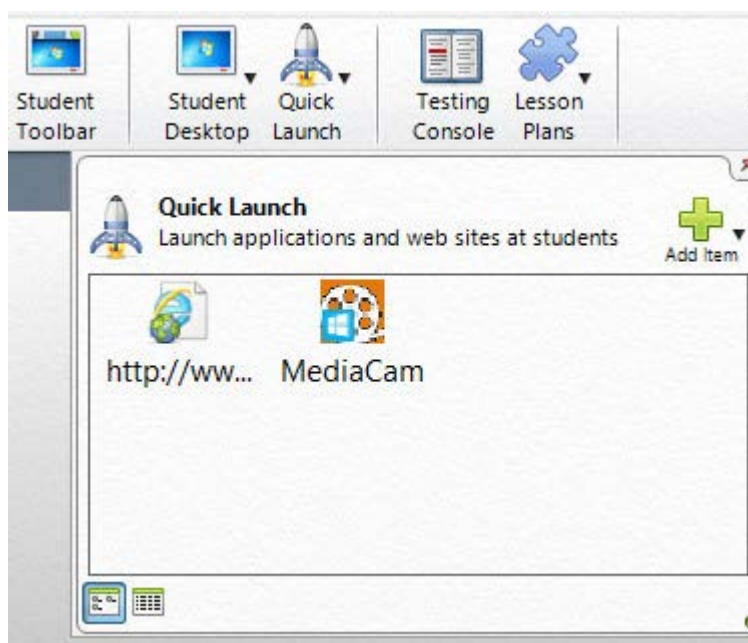 Student Toolbar
Student Desktop
Quick Launch
Testing Console
Lesson Plans
Quick Launch
Launch applications and web sites at students
Add Item
http://ww...
MediaCam